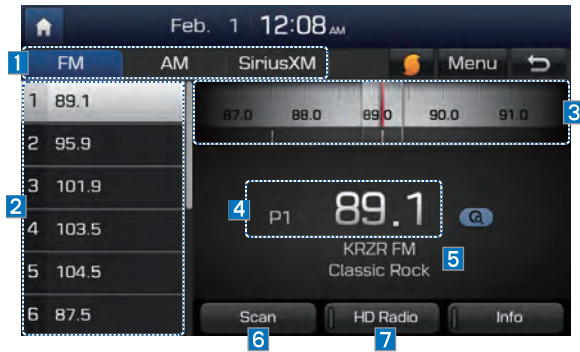 Feb. 1 12:08 AM
1 FM AM SiriusXM Menu
1 89.1
2 95.9
3 101.9
4 103.5
5 104.5
6 87.5
2
87.0 88.0 89.0 90.0 91.0
3
4 P1 89.1
KRZR FM
Classic Rock
5
Scan HD Radio Info
6 7